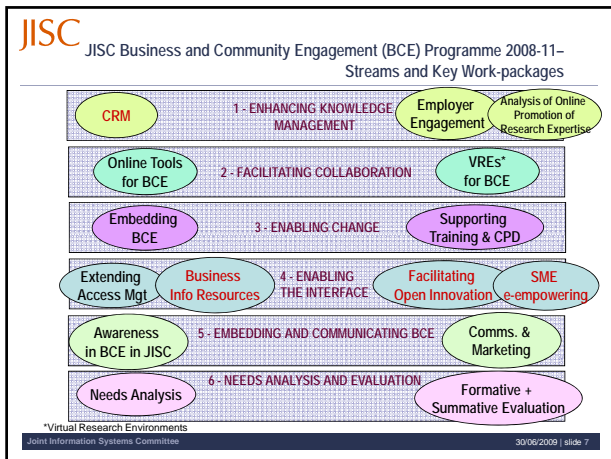 JISC
JISC Business and Community Engagement (BCE) Programme 2008-11–
Streams and Key Work-packages
CRM
1 - ENHANCING KNOWLEDGE
MANAGEMENT
Employer
Engagement
Analysis of Online
Promotion of
Research Expertise
Online Tools
for BCE
2 - FACILITATING COLLABORATION
VREs*
for BCE
Embedding
BCE
3 - ENABLING CHANGE
Supporting
Training & CPD
Extending
Access Mgt
Business
Info Resources
4 - ENABLING
THE INTERFACE
Facilitating
Open Innovation
SME
e-empowering
Awareness
in BCE in JISC
5 - EMBEDDING AND COMMUNICATING BCE
Comms. &
Marketing
Needs Analysis
6 - NEEDS ANALYSIS AND EVALUATION
Formative +
Summative Evaluation
*Virtual Research Environments
Joint Information Systems Committee
30/06/2009 | slide 7